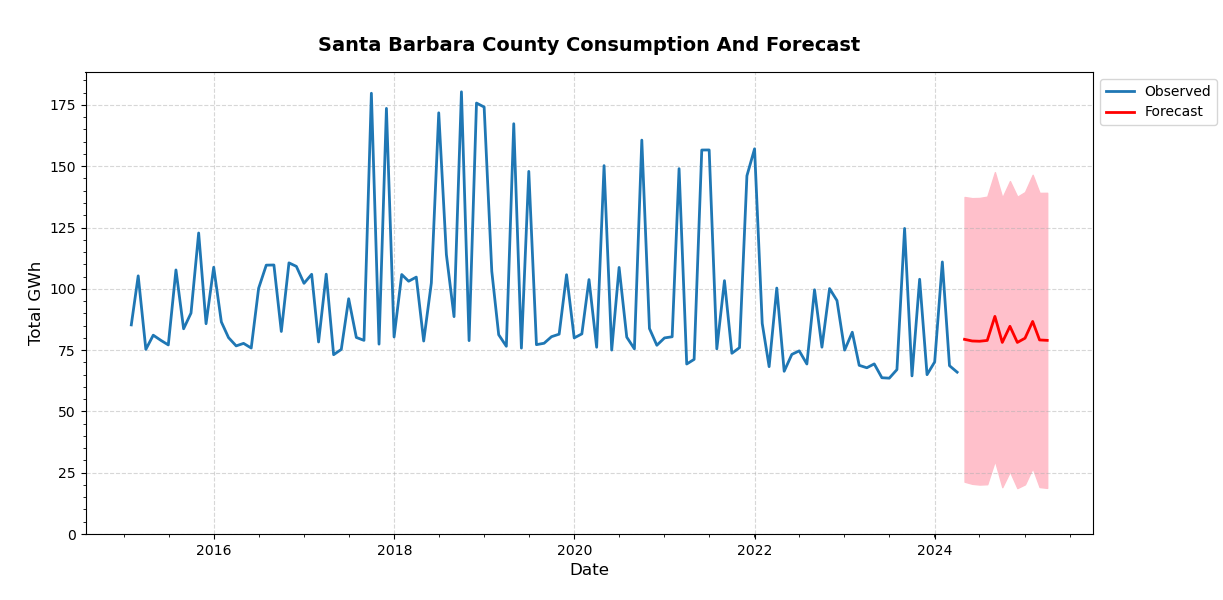 Santa Barbara County Consumption And Forecast
Observed
Forecast
Total GWh
175
150
125
100
75
50
25
0
2016
2018
2020
2022
2024
Date